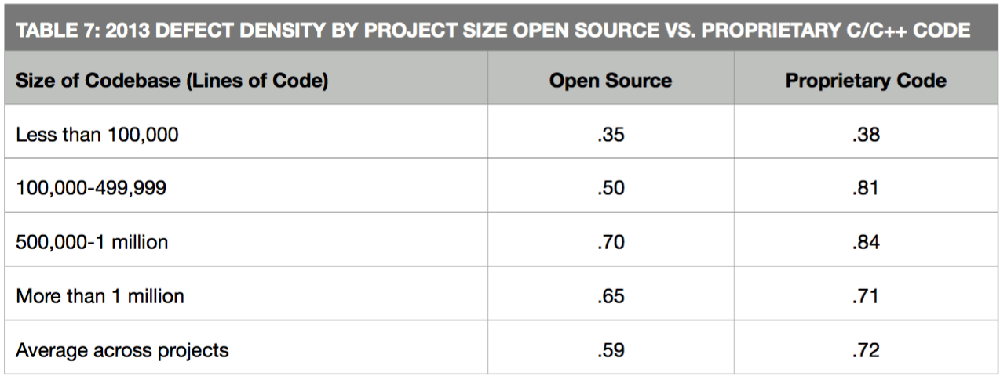 TABLE 7: 2013 DEFECT DENSITY BY PROJECT SIZE OPEN SOURCE VS. PROPRIETARY C/C++ CODE
Size of Codebase (Lines of Code) Open Source Proprietary Code
Less than 100,000 .35 .38
100,000-499,999 .50 .81
500,000-1 million .70 .84
More than 1 million .65 .71
Average across projects .59 .72